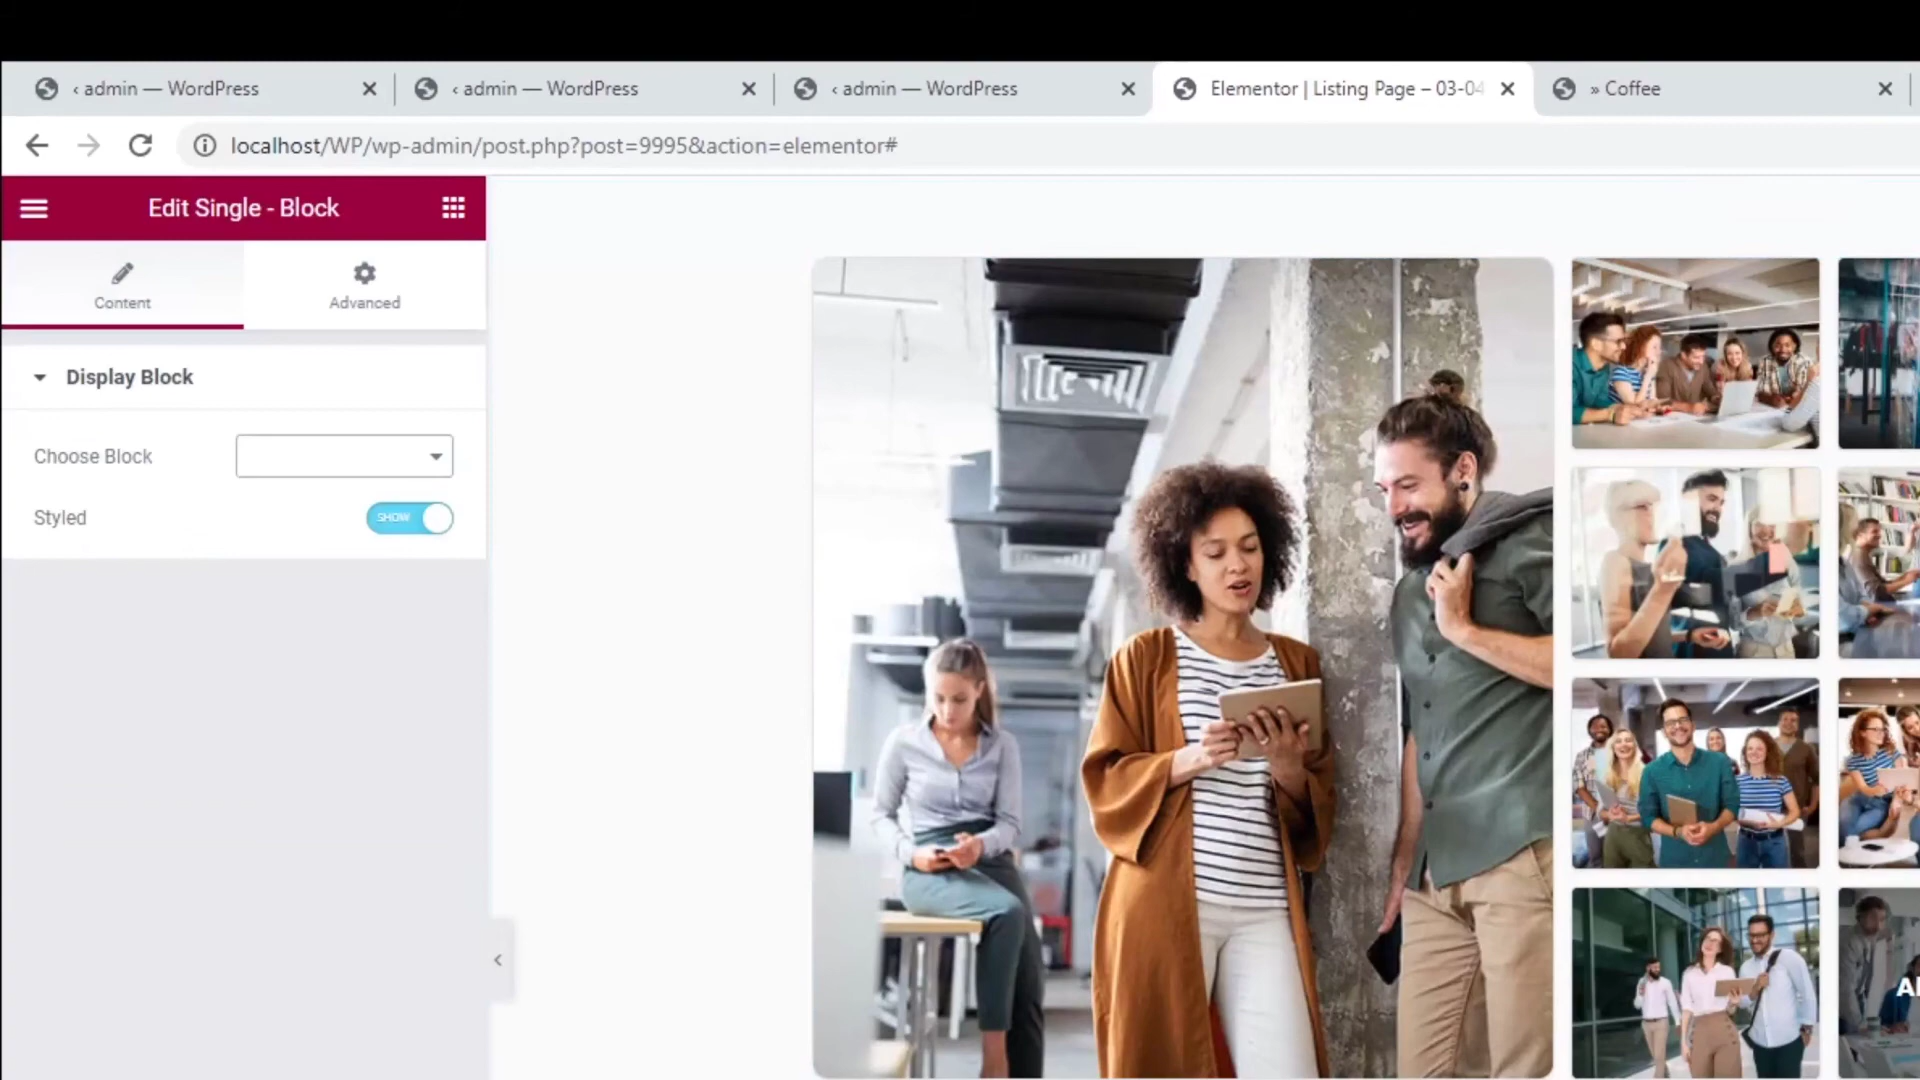 ‹ admin — WordPress
‹ admin — WordPress
‹ admin — WordPress
Elementor | Listing Page – 03-04
» Coffee
localhost/WP/wp-admin/post.php?post=9995&action=elementor#
Edit Single - Block
Content
Advanced
Display Block
Choose Block
Styled
SHOW